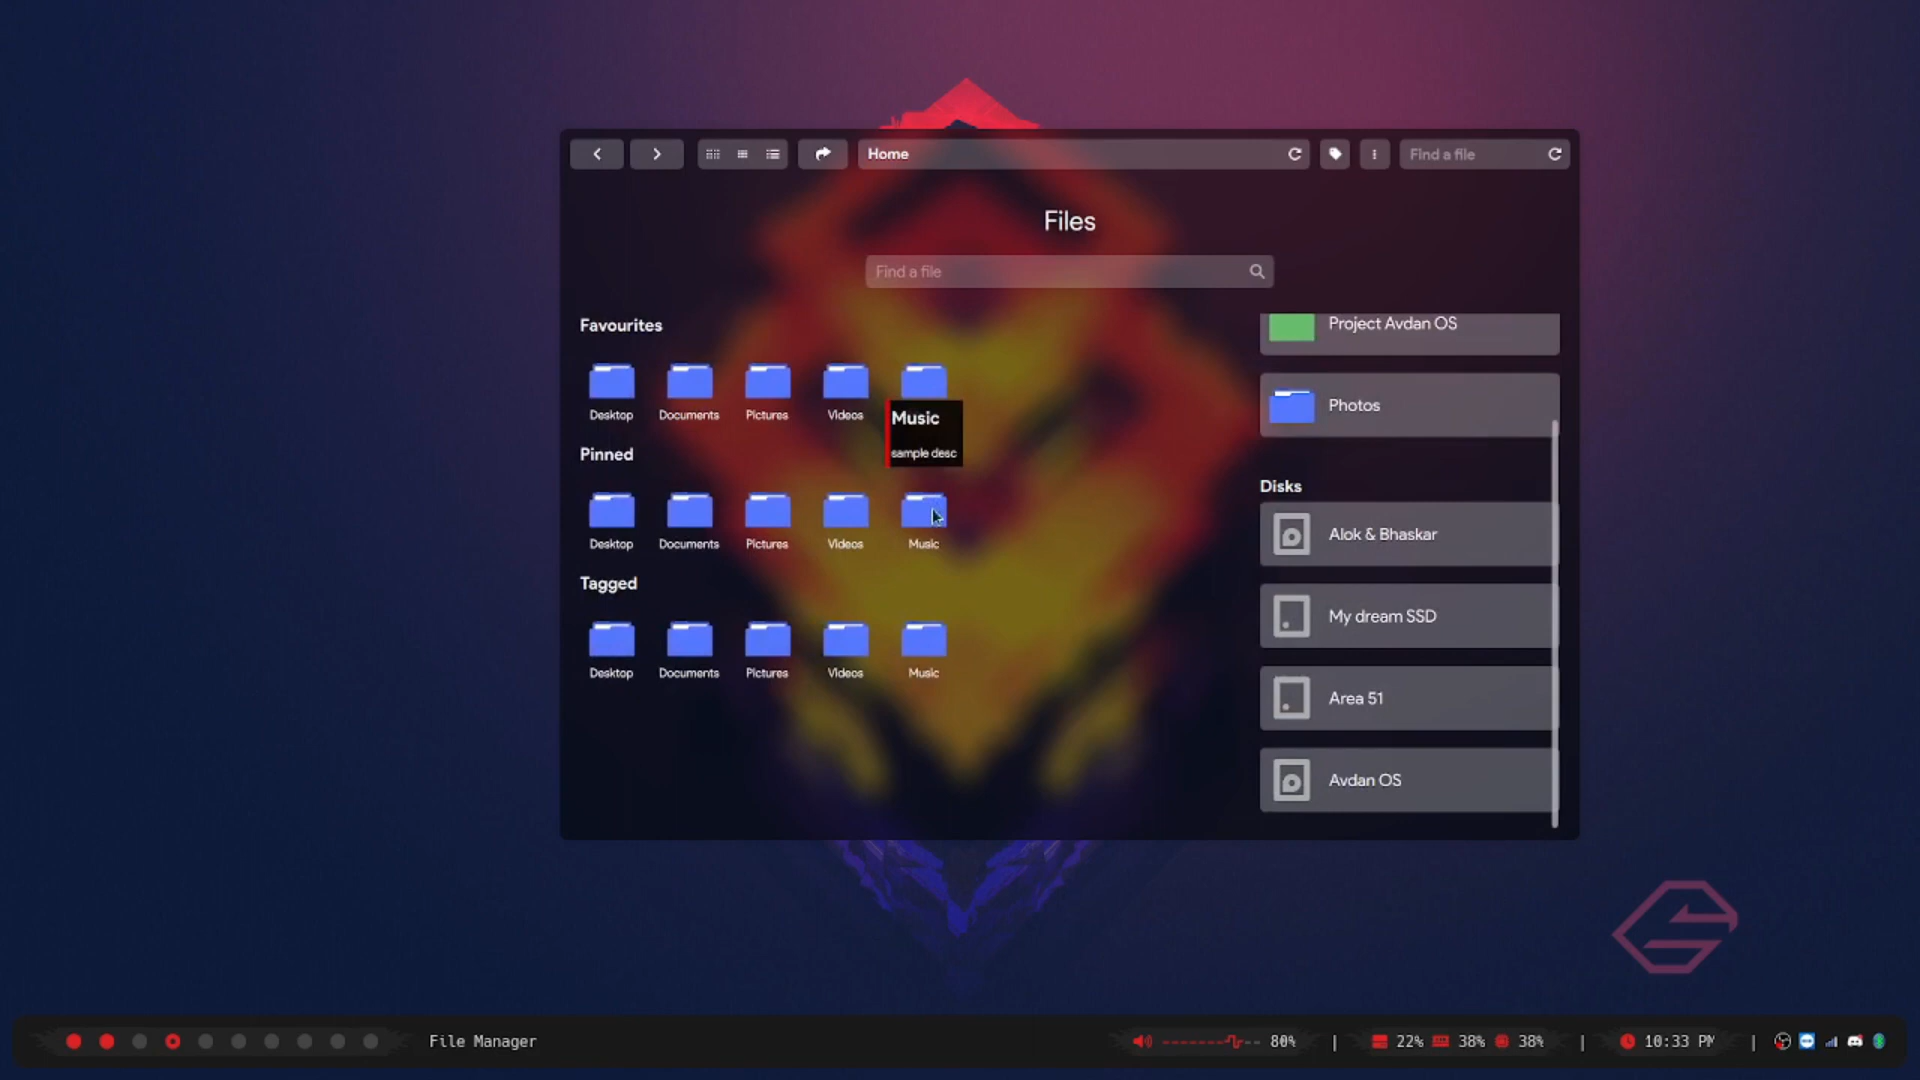 Home
Find a file
Files
Find a file
Favourites
Desktop
Documents
Pictures
Videos
Music
sample desc
Pinned
Desktop
Documents
Pictures
Videos
Music
Tagged
Desktop
Documents
Pictures
Videos
Music
Project Avdan OS
Photos
Disks
Alok & Bhaskar
My dream SSD
Area 51
Avdan OS
File Manager
80% | 22% 38% 38% | 10:33 PM |